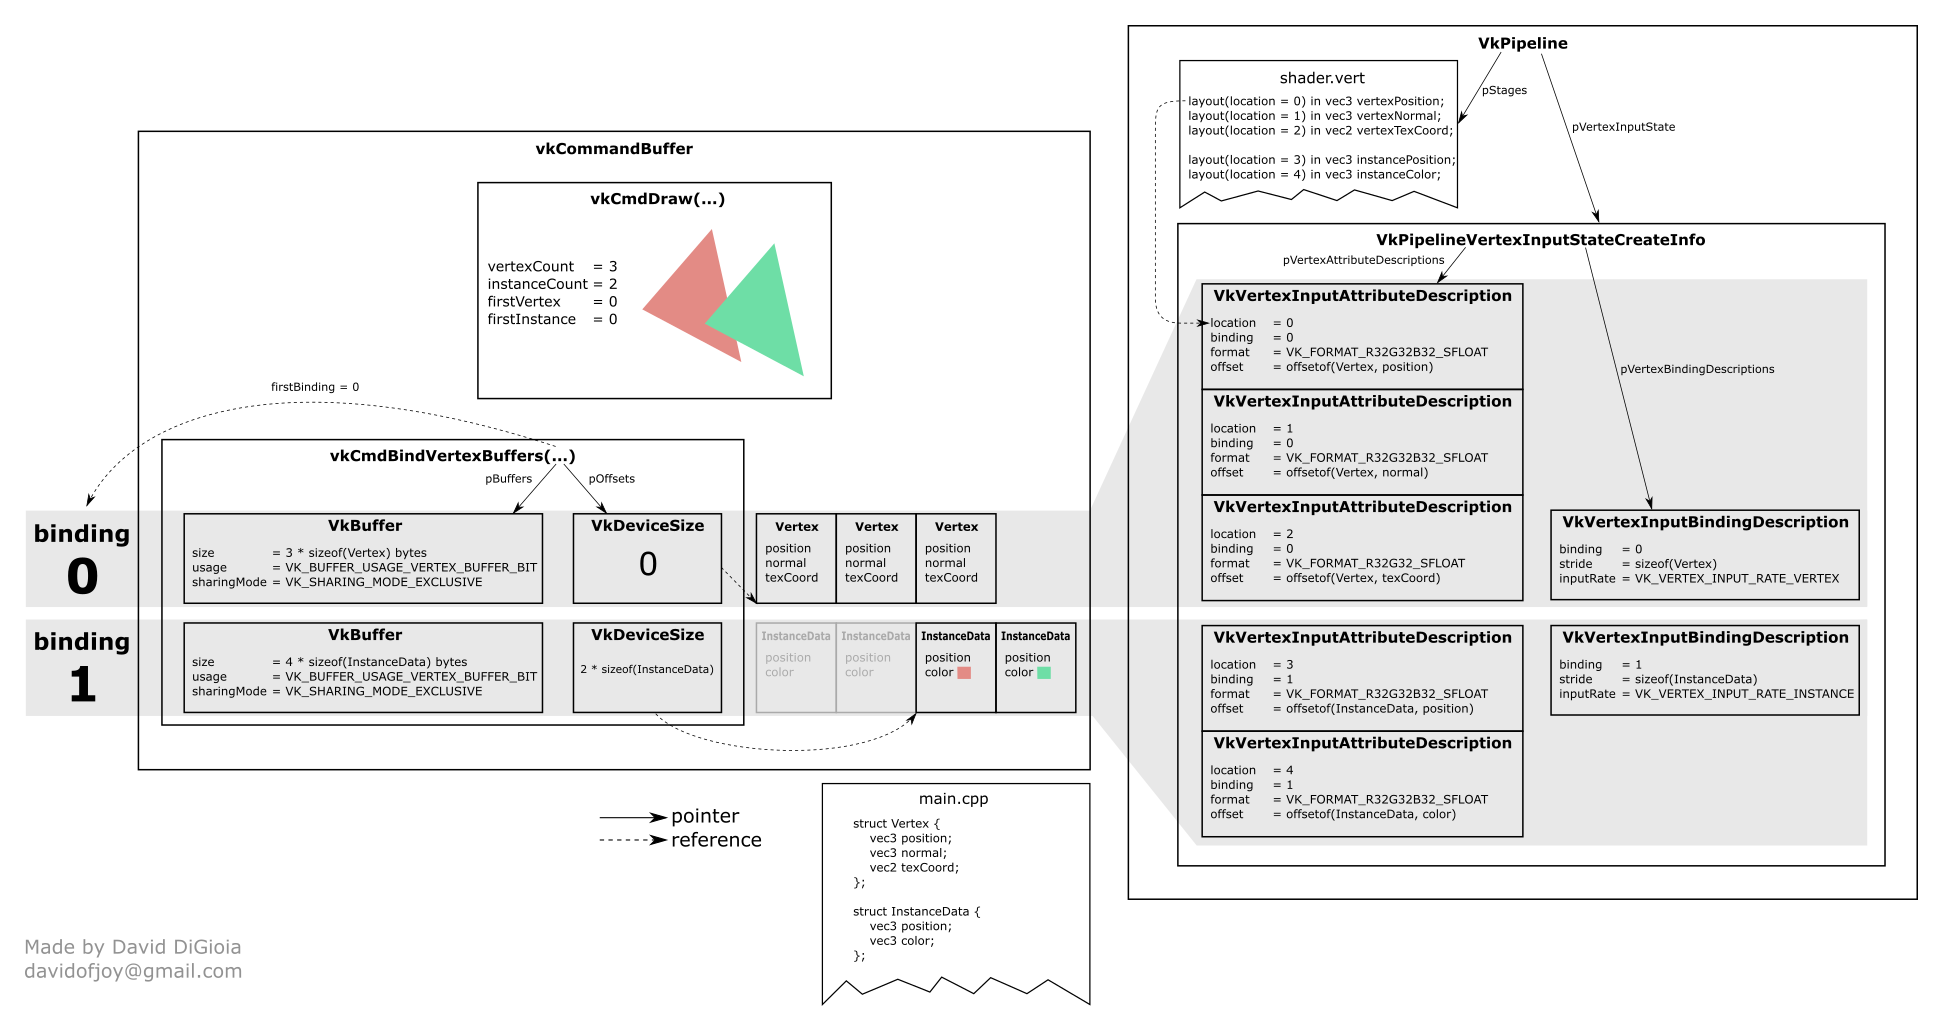 vkCommandBuffer
vkCmdDraw(...)
vertexCount = 3
instanceCount = 2
firstVertex = 0
firstInstance = 0
firstBinding = 0
vkCmdBindVertexBuffers(...)
pBuffers
pOffsets
binding
0
VkBuffer
size = 3 * sizeof(Vertex) bytes
usage = VK_BUFFER_USAGE_VERTEX_BUFFER_BIT
sharingMode = VK_SHARING_MODE_EXCLUSIVE
VkDeviceSize
0
Vertex
position
normal
texCoord
Vertex
position
normal
texCoord
Vertex
position
normal
texCoord
binding
1
VkBuffer
size = 4 * sizeof(InstanceData) bytes
usage = VK_BUFFER_USAGE_VERTEX_BUFFER_BIT
sharingMode = VK_SHARING_MODE_EXCLUSIVE
VkDeviceSize
2 * sizeof(InstanceData)
InstanceData
position
color
InstanceData
position
color
InstanceData
position
color
InstanceData
position
color
pointer
reference
main.cpp
struct Vertex {
vec3 position;
vec3 normal;
vec2 texCoord;
};
struct InstanceData {
vec3 position;
vec3 color;
};
VkPipeline
pStages
pVertexInputState
shader.vert
layout(location = 0) in vec3 vertexPosition;
layout(location = 1) in vec3 vertexNormal;
layout(location = 2) in vec2 vertexTexCoord;
layout(location = 3) in vec3 instancePosition;
layout(location = 4) in vec3 instanceColor;
VkPipelineVertexInputStateCreateInfo
pVertexAttributeDescriptions
pVertexBindingDescriptions
VkVertexInputAttributeDescription
location = 0
binding = 0
format = VK_FORMAT_R32G32B32_SFLOAT
offset = offsetof(Vertex, position)
VkVertexInputAttributeDescription
location = 1
binding = 0
format = VK_FORMAT_R32G32B32_SFLOAT
offset = offsetof(Vertex, normal)
VkVertexInputAttributeDescription
location = 2
binding = 0
format = VK_FORMAT_R32G32_SFLOAT
offset = offsetof(Vertex, texCoord)
VkVertexInputBindingDescription
binding = 0
stride = sizeof(Vertex)
inputRate = VK_VERTEX_INPUT_RATE_VERTEX
VkVertexInputAttributeDescription
location = 3
binding = 1
format = VK_FORMAT_R32G32B32_SFLOAT
offset = offsetof(InstanceData, position)
VkVertexInputAttributeDescription
location = 4
binding = 1
format = VK_FORMAT_R32G32B32_SFLOAT
offset = offsetof(InstanceData, color)
VkVertexInputBindingDescription
binding = 1
stride = sizeof(InstanceData)
inputRate = VK_VERTEX_INPUT_RATE_INSTANCE
Made by David DiGioia
davidofjoy@gmail.com